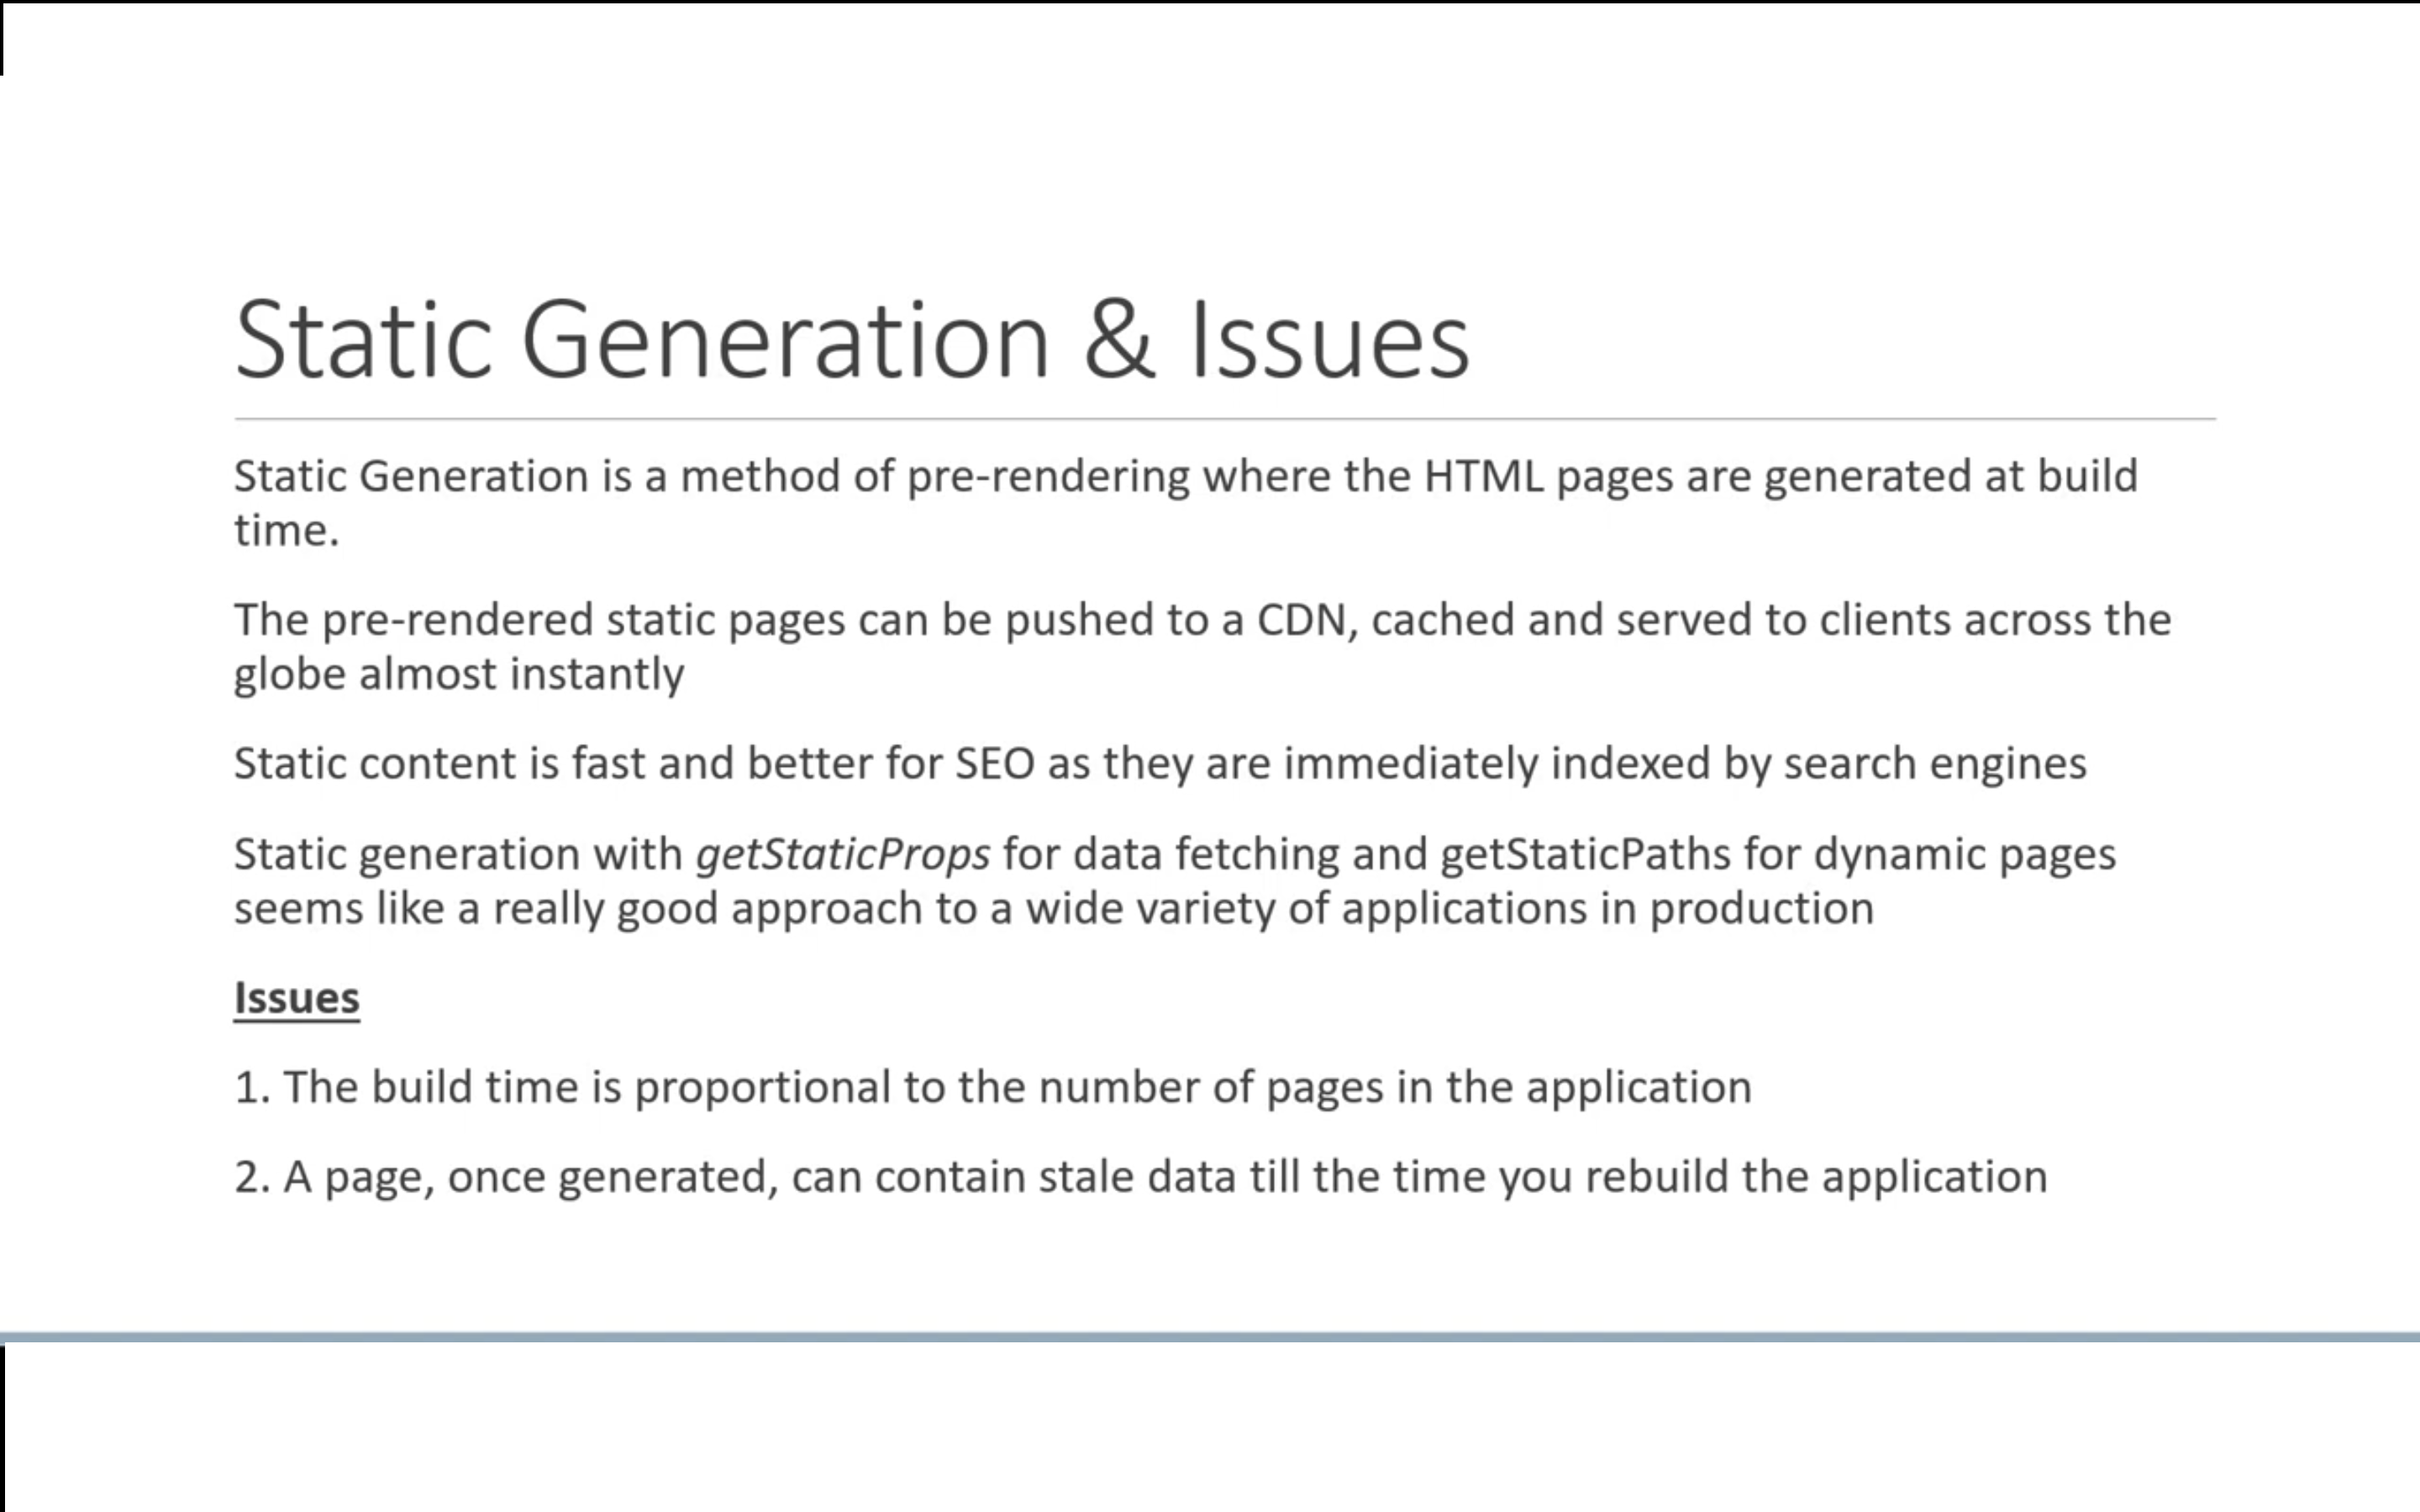 Static Generation & Issues
Static Generation is a method of pre-rendering where the HTML pages are generated at build
time.
The pre-rendered static pages can be pushed to a CDN, cached and served to clients across the
globe almost instantly
Static content is fast and better for SEO as they are immediately indexed by search engines
Static generation with getStaticProps for data fetching and getStaticPaths for dynamic pages
seems like a really good approach to a wide variety of applications in production
Issues
1. The build time is proportional to the number of pages in the application
2. A page, once generated, can contain stale data till the time you rebuild the application